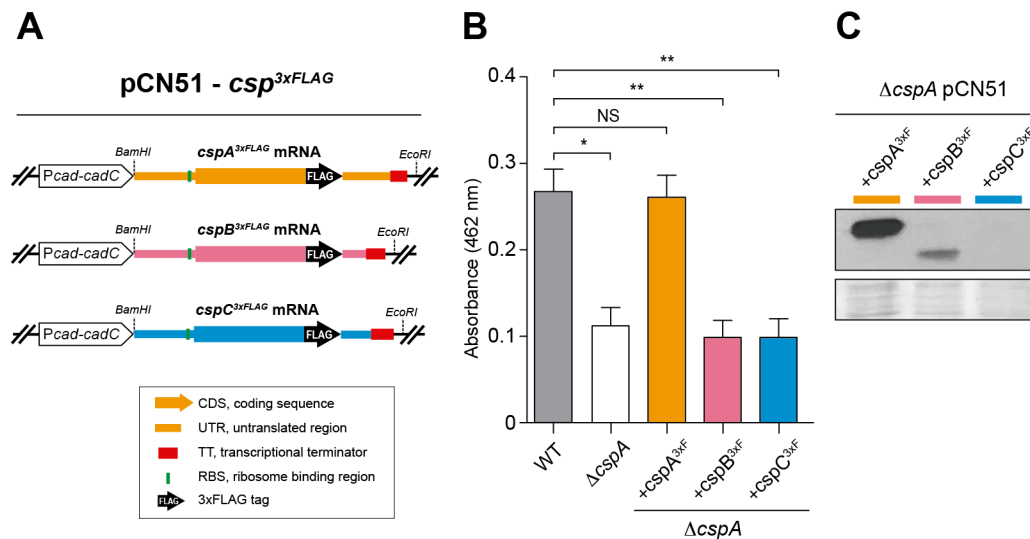 A
pCN51 - csp3xFLAG
BamHI
cspA3xFLAG mRNA
EcoRI
Pcad-cadC
FLAG
BamHI
cspB3xFLAG mRNA
EcoRI
Pcad-cadC
FLAG
BamHI
cspC3xFLAG mRNA
EcoRI
Pcad-cadC
FLAG
CDS, coding sequence
UTR, untranslated region
TT, transcriptional terminator
RBS, ribosome binding region
FLAG 3xFLAG tag
B
**
**
NS
*
0.4
0.3
0.2
0.1
0
Absorbance (462 nm)
WT
ΔcspA
+cspA3xF
+cspB3xF
+cspC3xF
ΔcspA
C
ΔcspA pCN51
+cspA3xF
+cspB3xF
+cspC3xF